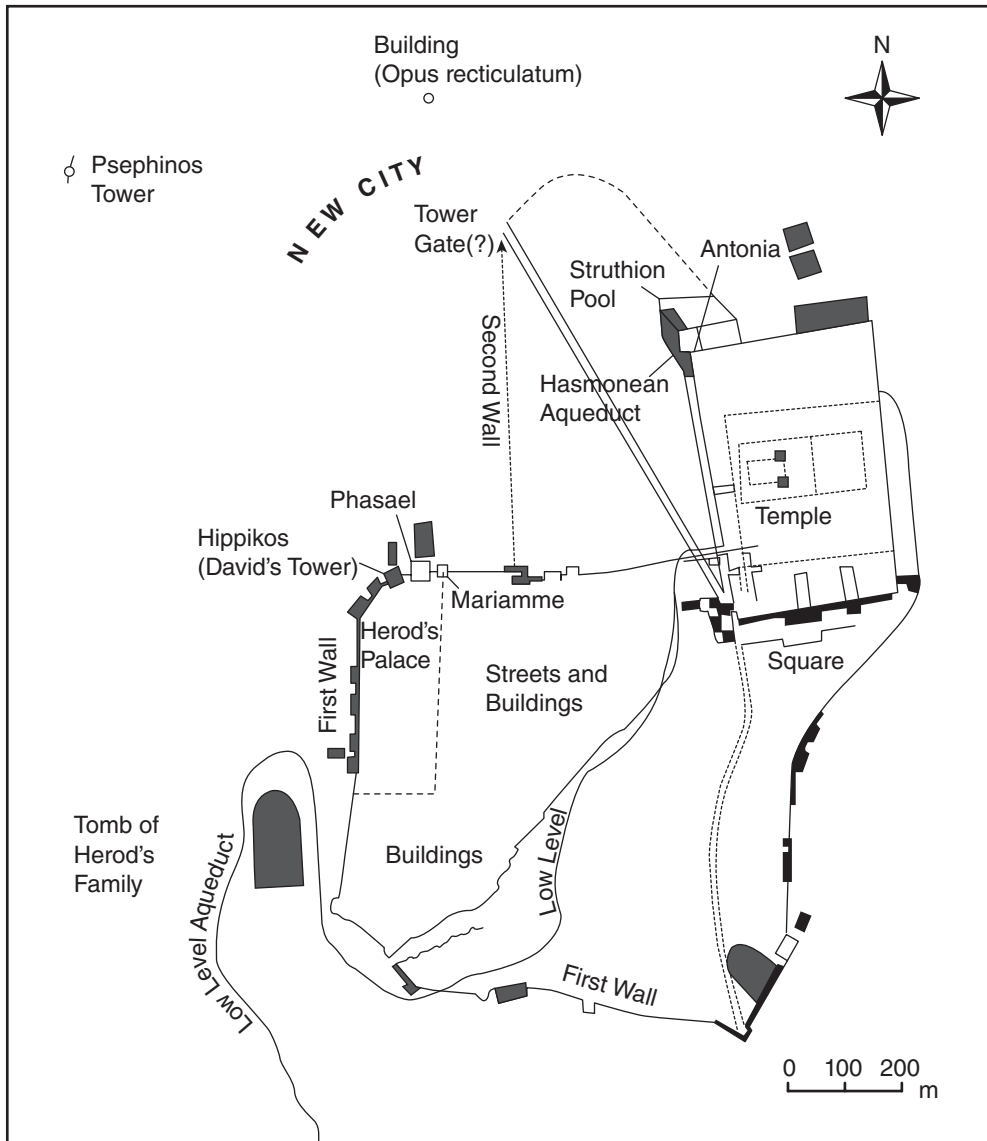 Building
(Opus recticulatum)
N
Psephinos
Tower
NEW CITY
Tower
Gate(?)
Antonia
Struthion
Pool
Second Wall
Hasmonean
Aqueduct
Phasael
Temple
Hippikos
(David's Tower)
Mariamme
Herod's
Palace
First Wall
Streets and
Buildings
Square
Tomb of
Herod's
Family
Buildings
Low Level
Low Level Aqueduct
First Wall
0 100 200
m